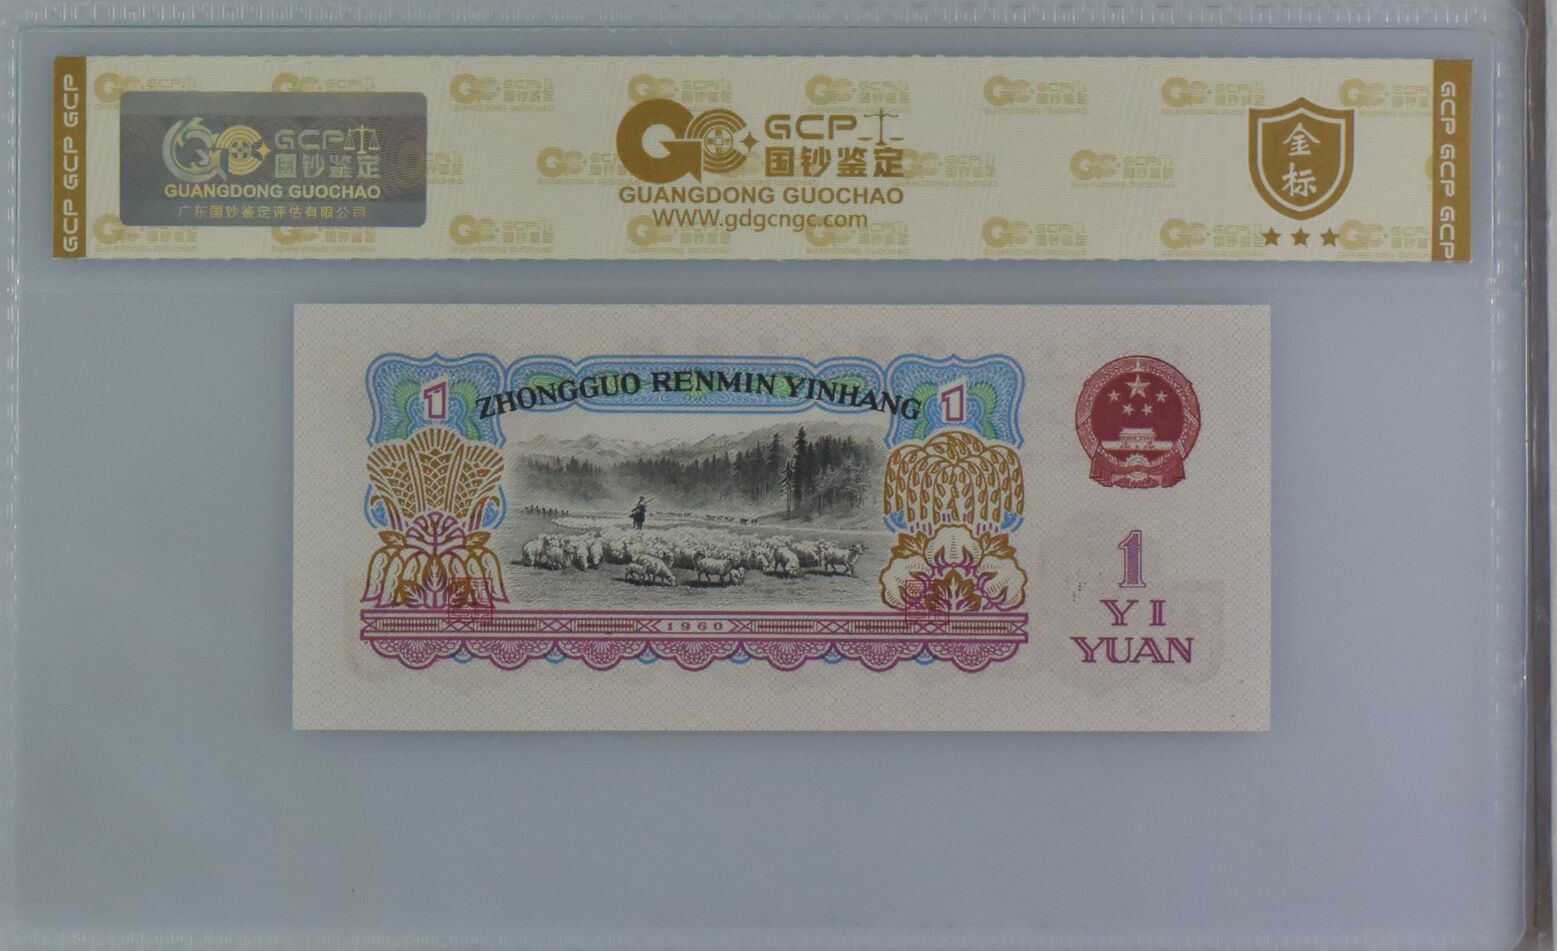 GCP GCP GCP
GCP 国钞鉴定
GUANGDONG GUOCHAO
广东国钞鉴定评估有限公司
GCP
国钞鉴定
GUANGDONG GUOCHAO
WWW.gdgcngc.com
金标
GCP GCP GCP
1 ZHONGGUO RENMIN YINHANG 1
1960
1
YI
YUAN